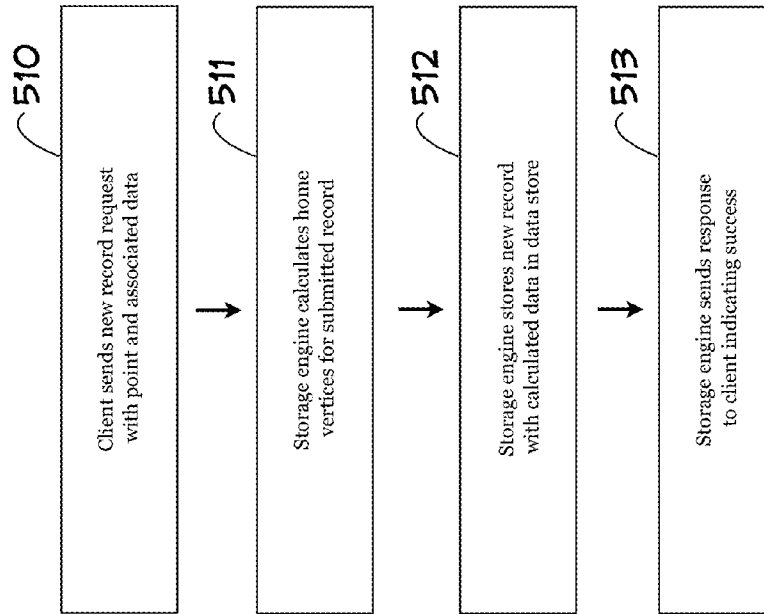 510
Client sends new record request
with point and associated data
511
Storage engine calculates home
vertices for submitted record
512
Storage engine stores new record
with calculated data in data store
513
Storage engine sends response
to client indicating success